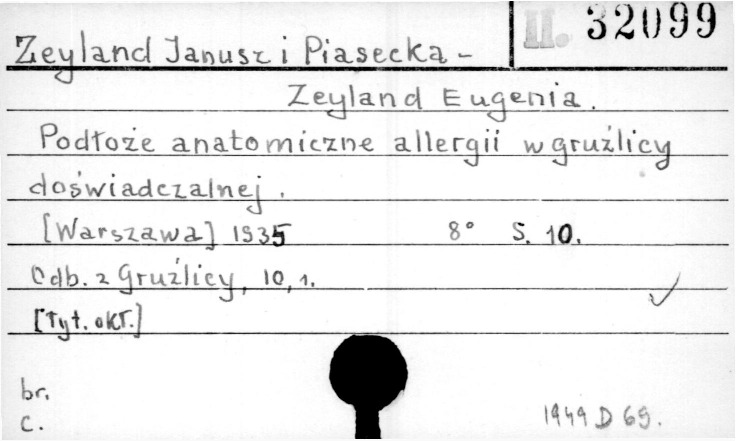 II. 32099
Zeyland Janusz i Piasecka-
Zeyland Eugenia.
Podłoże anatomiczne allergii w gruźlicy
doświadczalnej.
[Warszawa] 1935 8° S. 10.
Odb. z Gruźlicy, 10, 1.
[Tyt. okł.]
br.
c. 1949 D 69.